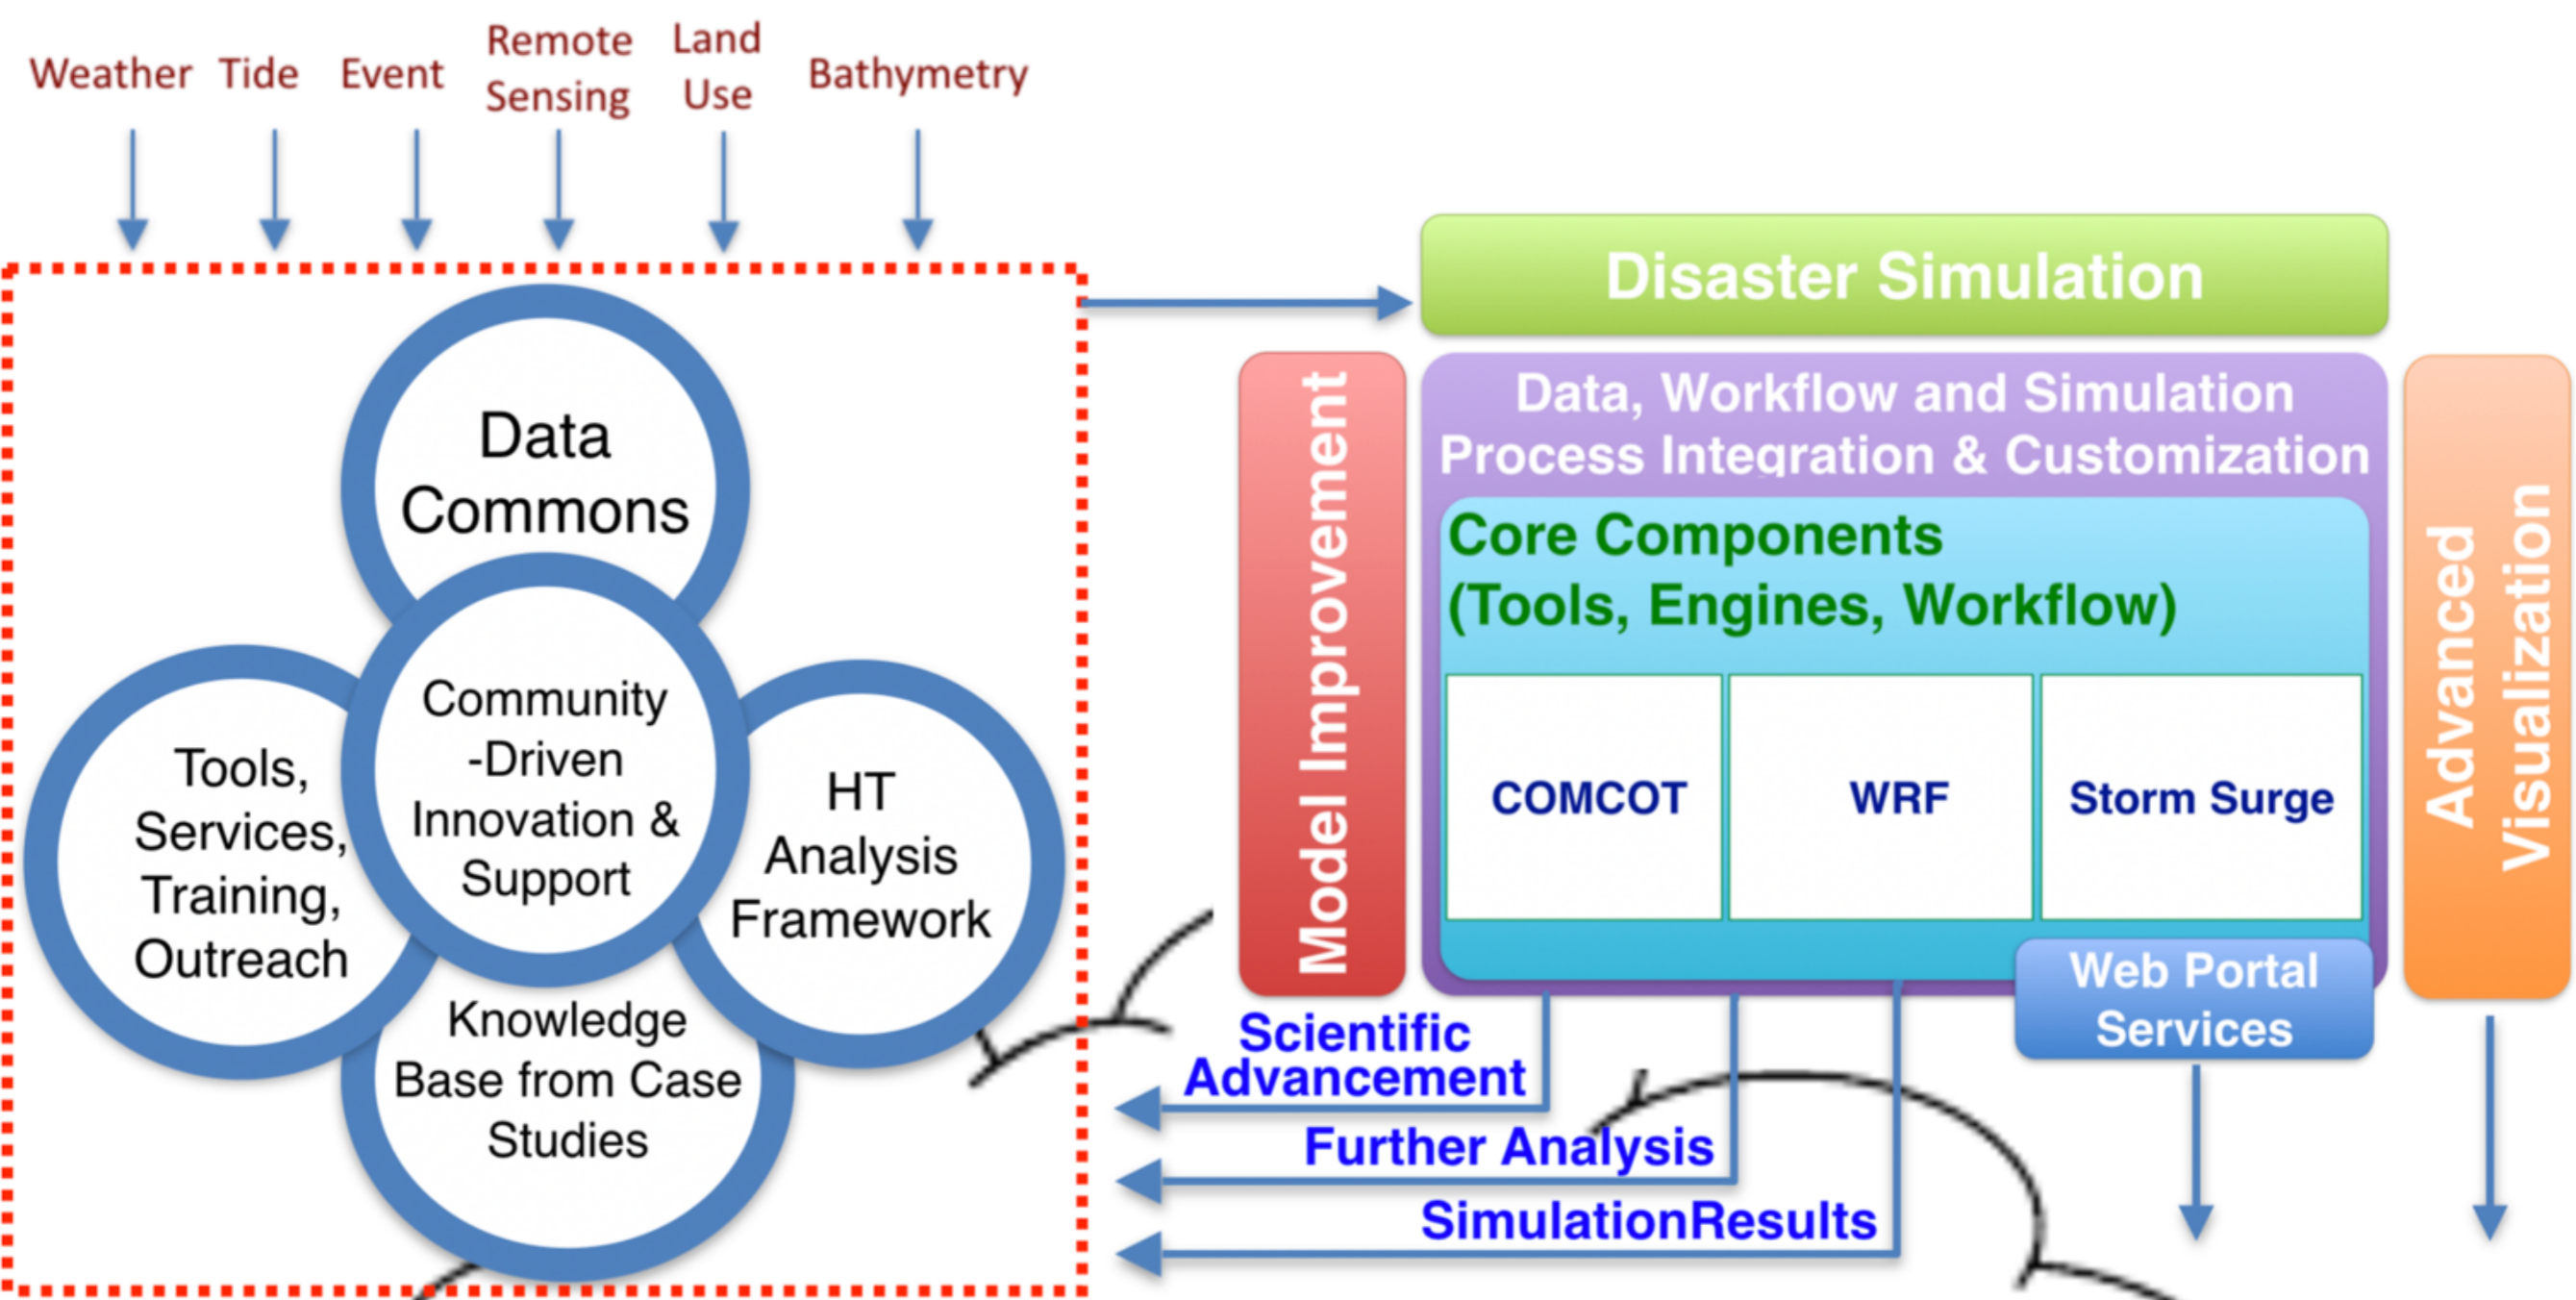 Weather
Tide
Event
Remote
Sensing
Land
Use
Bathymetry
Data
Commons
Community
-Driven
Innovation &
Support
Tools,
Services,
Training,
Outreach
HT
Analysis
Framework
Knowledge
Base from Case
Studies
Disaster Simulation
Model Improvement
Data, Workflow and Simulation
Process Integration & Customization
Core Components
(Tools, Engines, Workflow)
COMCOT
WRF
Storm Surge
Web Portal
Services
Advanced
Visualization
Scientific
Advancement
Further Analysis
SimulationResults